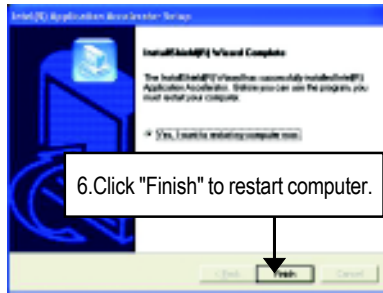 Intel(R) Application Accelerator Setup
InstallShield(R) Wizard Complete
The InstallShield(R) Wizard has successfully installed Intel(R)
Application Accelerator. Before you can use the program, you
must restart your computer.
Yes, I want to restart my computer now.
6.Click "Finish" to restart computer.
< Back
Finish
Cancel